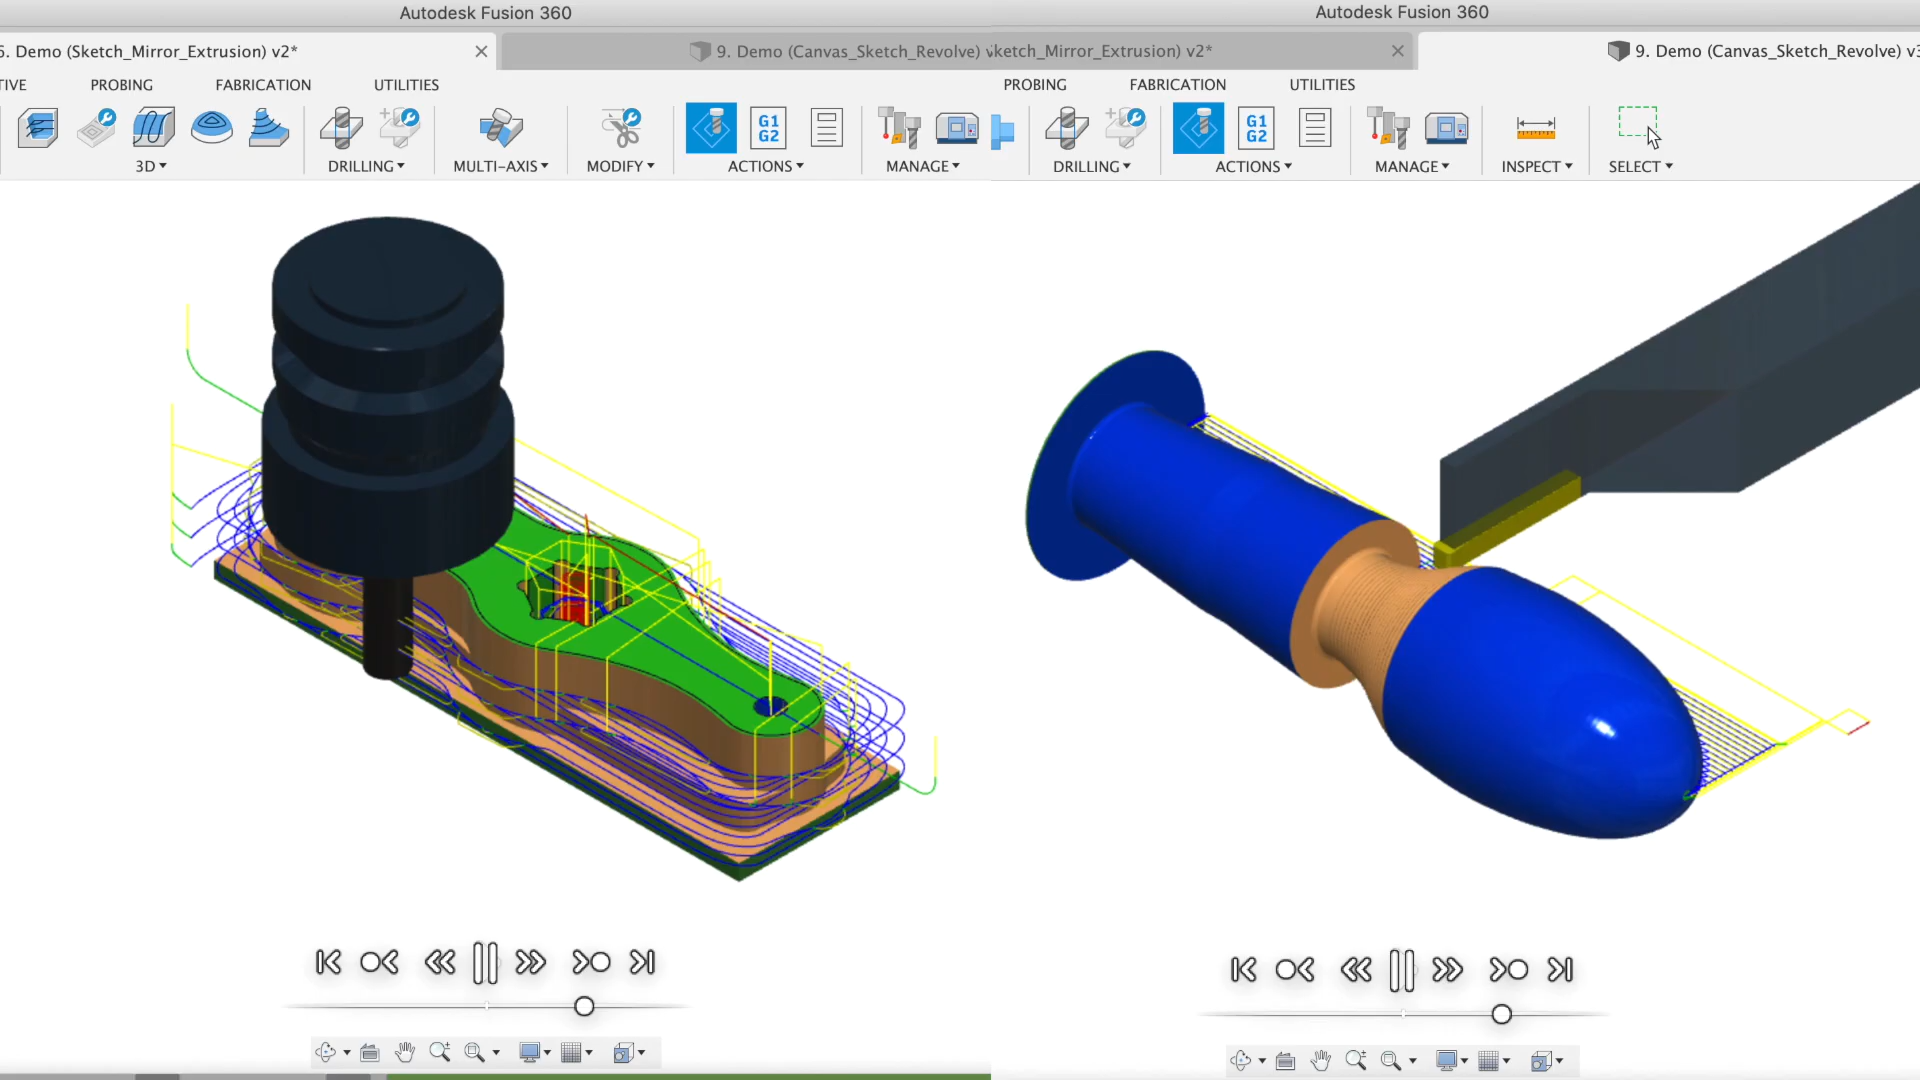 Autodesk Fusion 360
Autodesk Fusion 360
6. Demo (Sketch_Mirror_Extrusion) v2*
9. Demo (Canvas_Sketch_Revolve) v
ketch_Mirror_Extrusion) v2*
9. Demo (Canvas_Sketch_Revolve) v3
TIVE
PROBING
FABRICATION
UTILITIES
PROBING
FABRICATION
UTILITIES
G1
G2
G1
G2
3D
DRILLING
MULTI-AXIS
MODIFY
ACTIONS
MANAGE
DRILLING
ACTIONS
MANAGE
INSPECT
SELECT